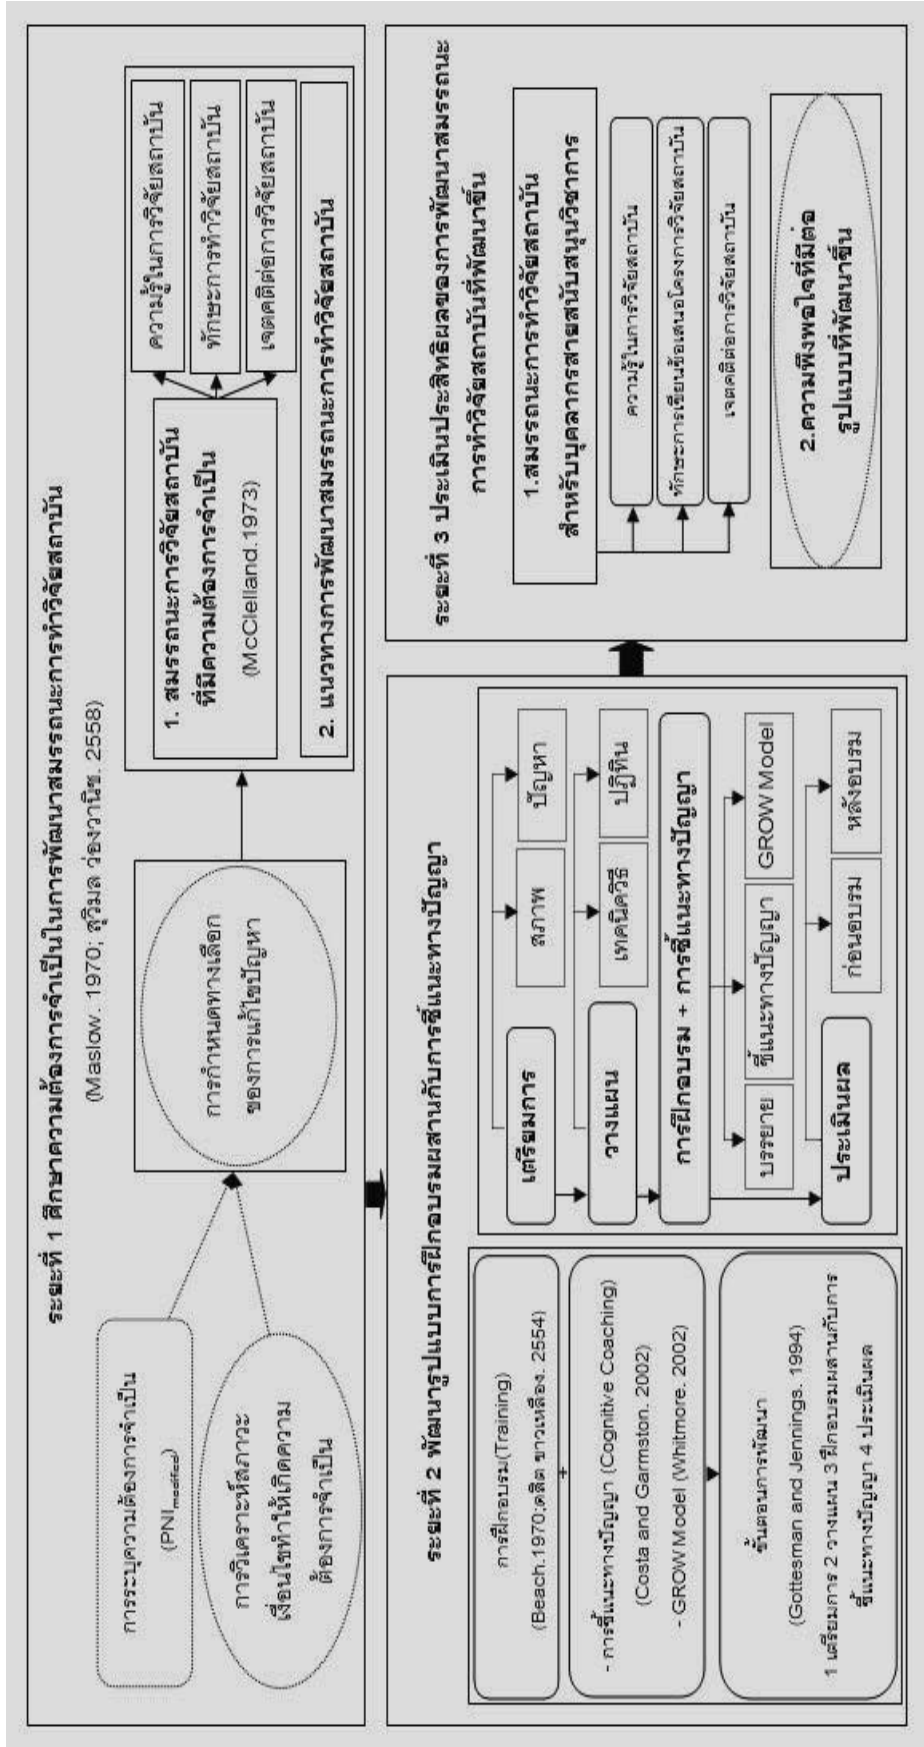 ระยะที่ 1 ศึกษาความต้องการจำเป็นในการพัฒนาสมรรถนะการทำวิจัยสถาบัน
(Maslow. 1970; สุวิมล ว่องวานิช. 2558)
การระบุความต้องการจำเป็น
(PNI modified)
การวิเคราะห์สภาวะ
เงื่อนไขทำให้เกิดความ
ต้องการจำเป็น
การกำหนดทางเลือก
ของการแก้ไขปัญหา
1. สมรรถนะการวิจัยสถาบัน
ที่มีความต้องการจำเป็น
(McClelland.1973)
ความรู้ในการวิจัยสถาบัน
ทักษะการทำวิจัยสถาบัน
เจตคติต่อการวิจัยสถาบัน
2. แนวทางการพัฒนาสมรรถนะการทำวิจัยสถาบัน
ระยะที่ 2 พัฒนารูปแบบการฝึกอบรมผสานกับการชี้แนะทางปัญญา
การฝึกอบรม(Training)
(Beach.1970;ดลิต ขาวเหลือง. 2554)
+
- การชี้แนะทางปัญญา (Cognitive Coaching)
(Costa and Garmston. 2002)
- GROW Model (Whitmore. 2002)
ขั้นตอนการพัฒนา
(Gottesman and Jennings. 1994)
1 เตรียมการ 2 วางแผน 3 ฝึกอบรมผสานกับการ
ชี้แนะทางปัญญา 4 ประเมินผล
เตรียมการ
สภาพ
ปัญหา
วางแผน
เทคนิควิธี
ปฏิทิน
การฝึกอบรม + การชี้แนะทางปัญญา
บรรยาย
ชี้แนะทางปัญญา
GROW Model
ประเมินผล
ก่อนอบรม
หลังอบรม
ระยะที่ 3 ประเมินประสิทธิผลของการพัฒนาสมรรถนะ
การทำวิจัยสถาบันที่พัฒนาขึ้น
1.สมรรถนะการทำวิจัยสถาบัน
สำหรับบุคลากรสายสนับสนุนวิชาการ
ความรู้ในการวิจัยสถาบัน
ทักษะการเขียนข้อเสนอโครงการวิจัยสถาบัน
เจตคติต่อการวิจัยสถาบัน
2.ความพึงพอใจที่มีต่อ
รูปแบบที่พัฒนาขึ้น